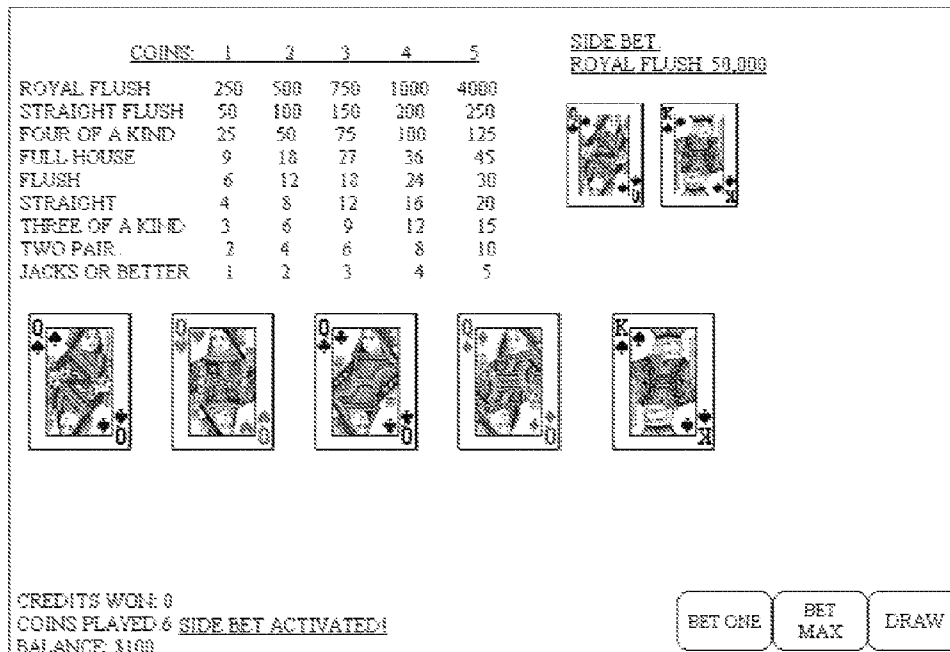 COINS: 1 2 3 4 5
ROYAL FLUSH 250 500 750 1000 4000
STRAIGHT FLUSH 50 100 150 200 250
FOUR OF A KIND 25 50 75 100 125
FULL HOUSE 9 18 27 36 45
FLUSH 6 12 18 24 30
STRAIGHT 4 8 12 16 20
THREE OF A KIND 3 6 9 12 15
TWO PAIR 2 4 6 8 10
JACKS OR BETTER 1 2 3 4 5
SIDE BET
ROYAL FLUSH 50,000
Q K
Q K
Q Q Q Q K
Q Q Q Q K
CREDITS WON: 0
COINS PLAYED 6 SIDE BET ACTIVATED!
BALANCE: $100
BET ONE
BET
MAX
DRAW